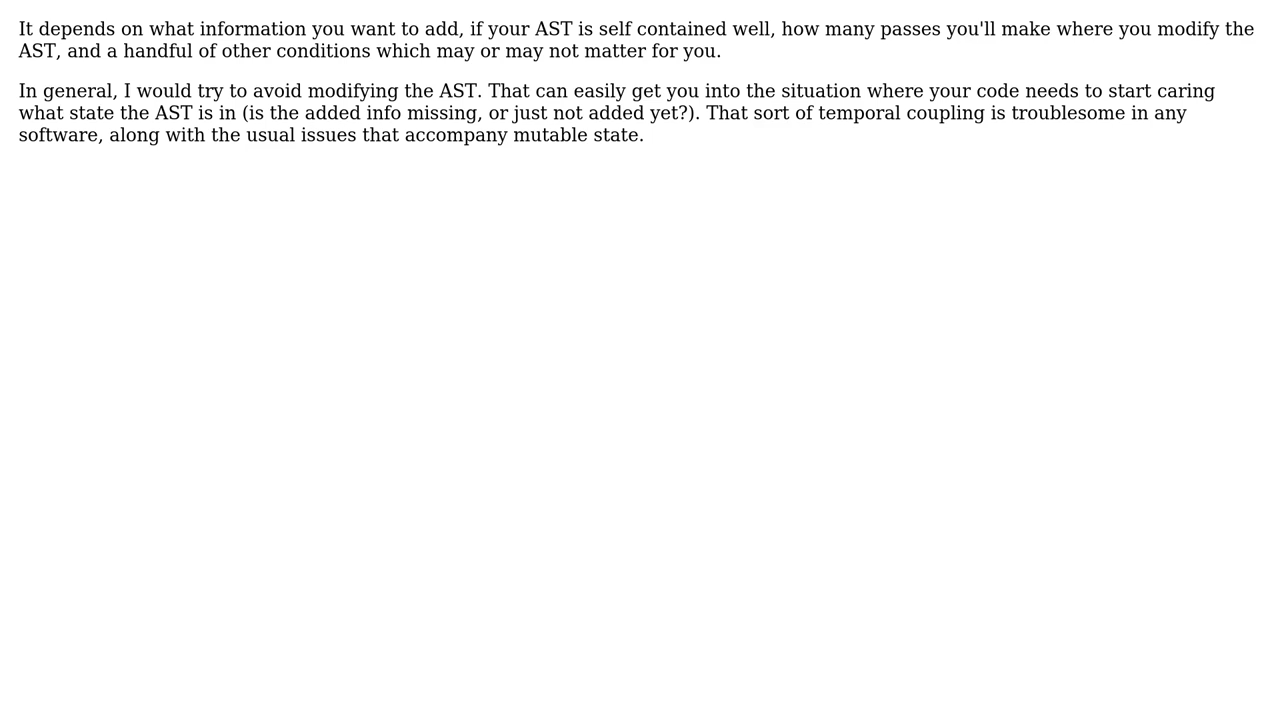 It depends on what information you want to add, if your AST is self contained well, how many passes you'll make where you modify the
AST, and a handful of other conditions which may or may not matter for you.
In general, I would try to avoid modifying the AST. That can easily get you into the situation where your code needs to start caring
what state the AST is in (is the added info missing, or just not added yet?). That sort of temporal coupling is troublesome in any
software, along with the usual issues that accompany mutable state.